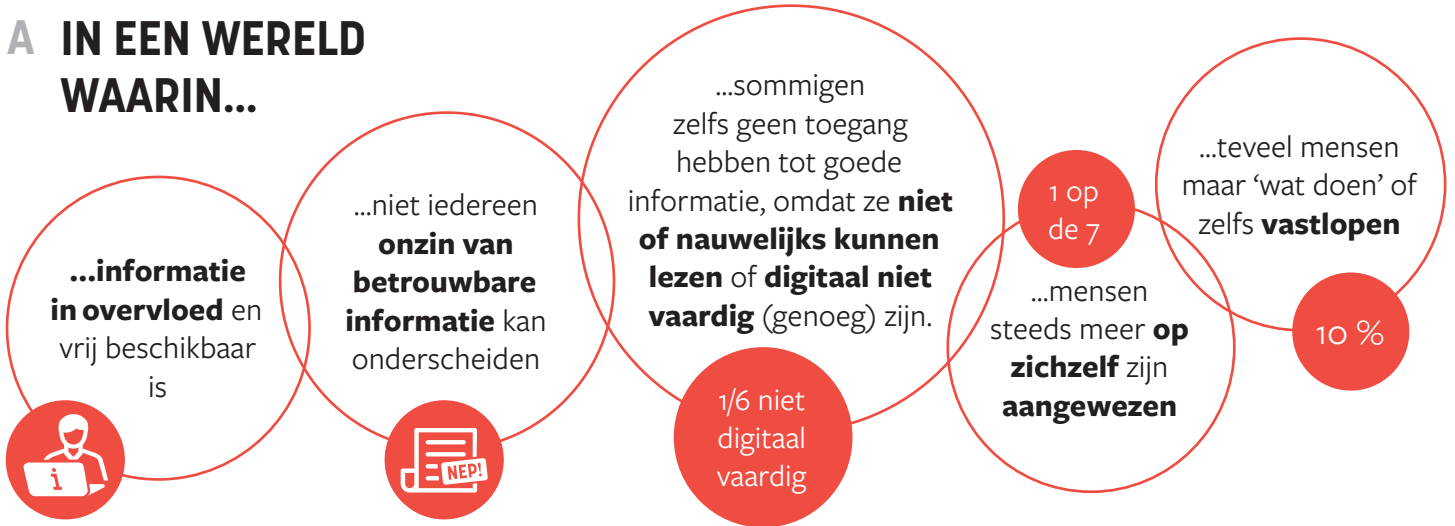 A IN EEN WERELD
WAARIN...
...informatie
in overvloed en
vrij beschikbaar
is
i
...niet iedereen
onzin van
betrouwbare
informatie kan
onderscheiden
NEP!
...sommigen
zelfs geen toegang
hebben tot goede
informatie, omdat ze niet
of nauwelijks kunnen
lezen of digitaal niet
vaardig (genoeg) zijn.
1/6 niet
digitaal
vaardig
1 op
de 7
...mensen
steeds meer op
zichzelf zijn
aangewezen
...teveel mensen
maar ‘wat doen’ of
zelfs vastlopen
10 %